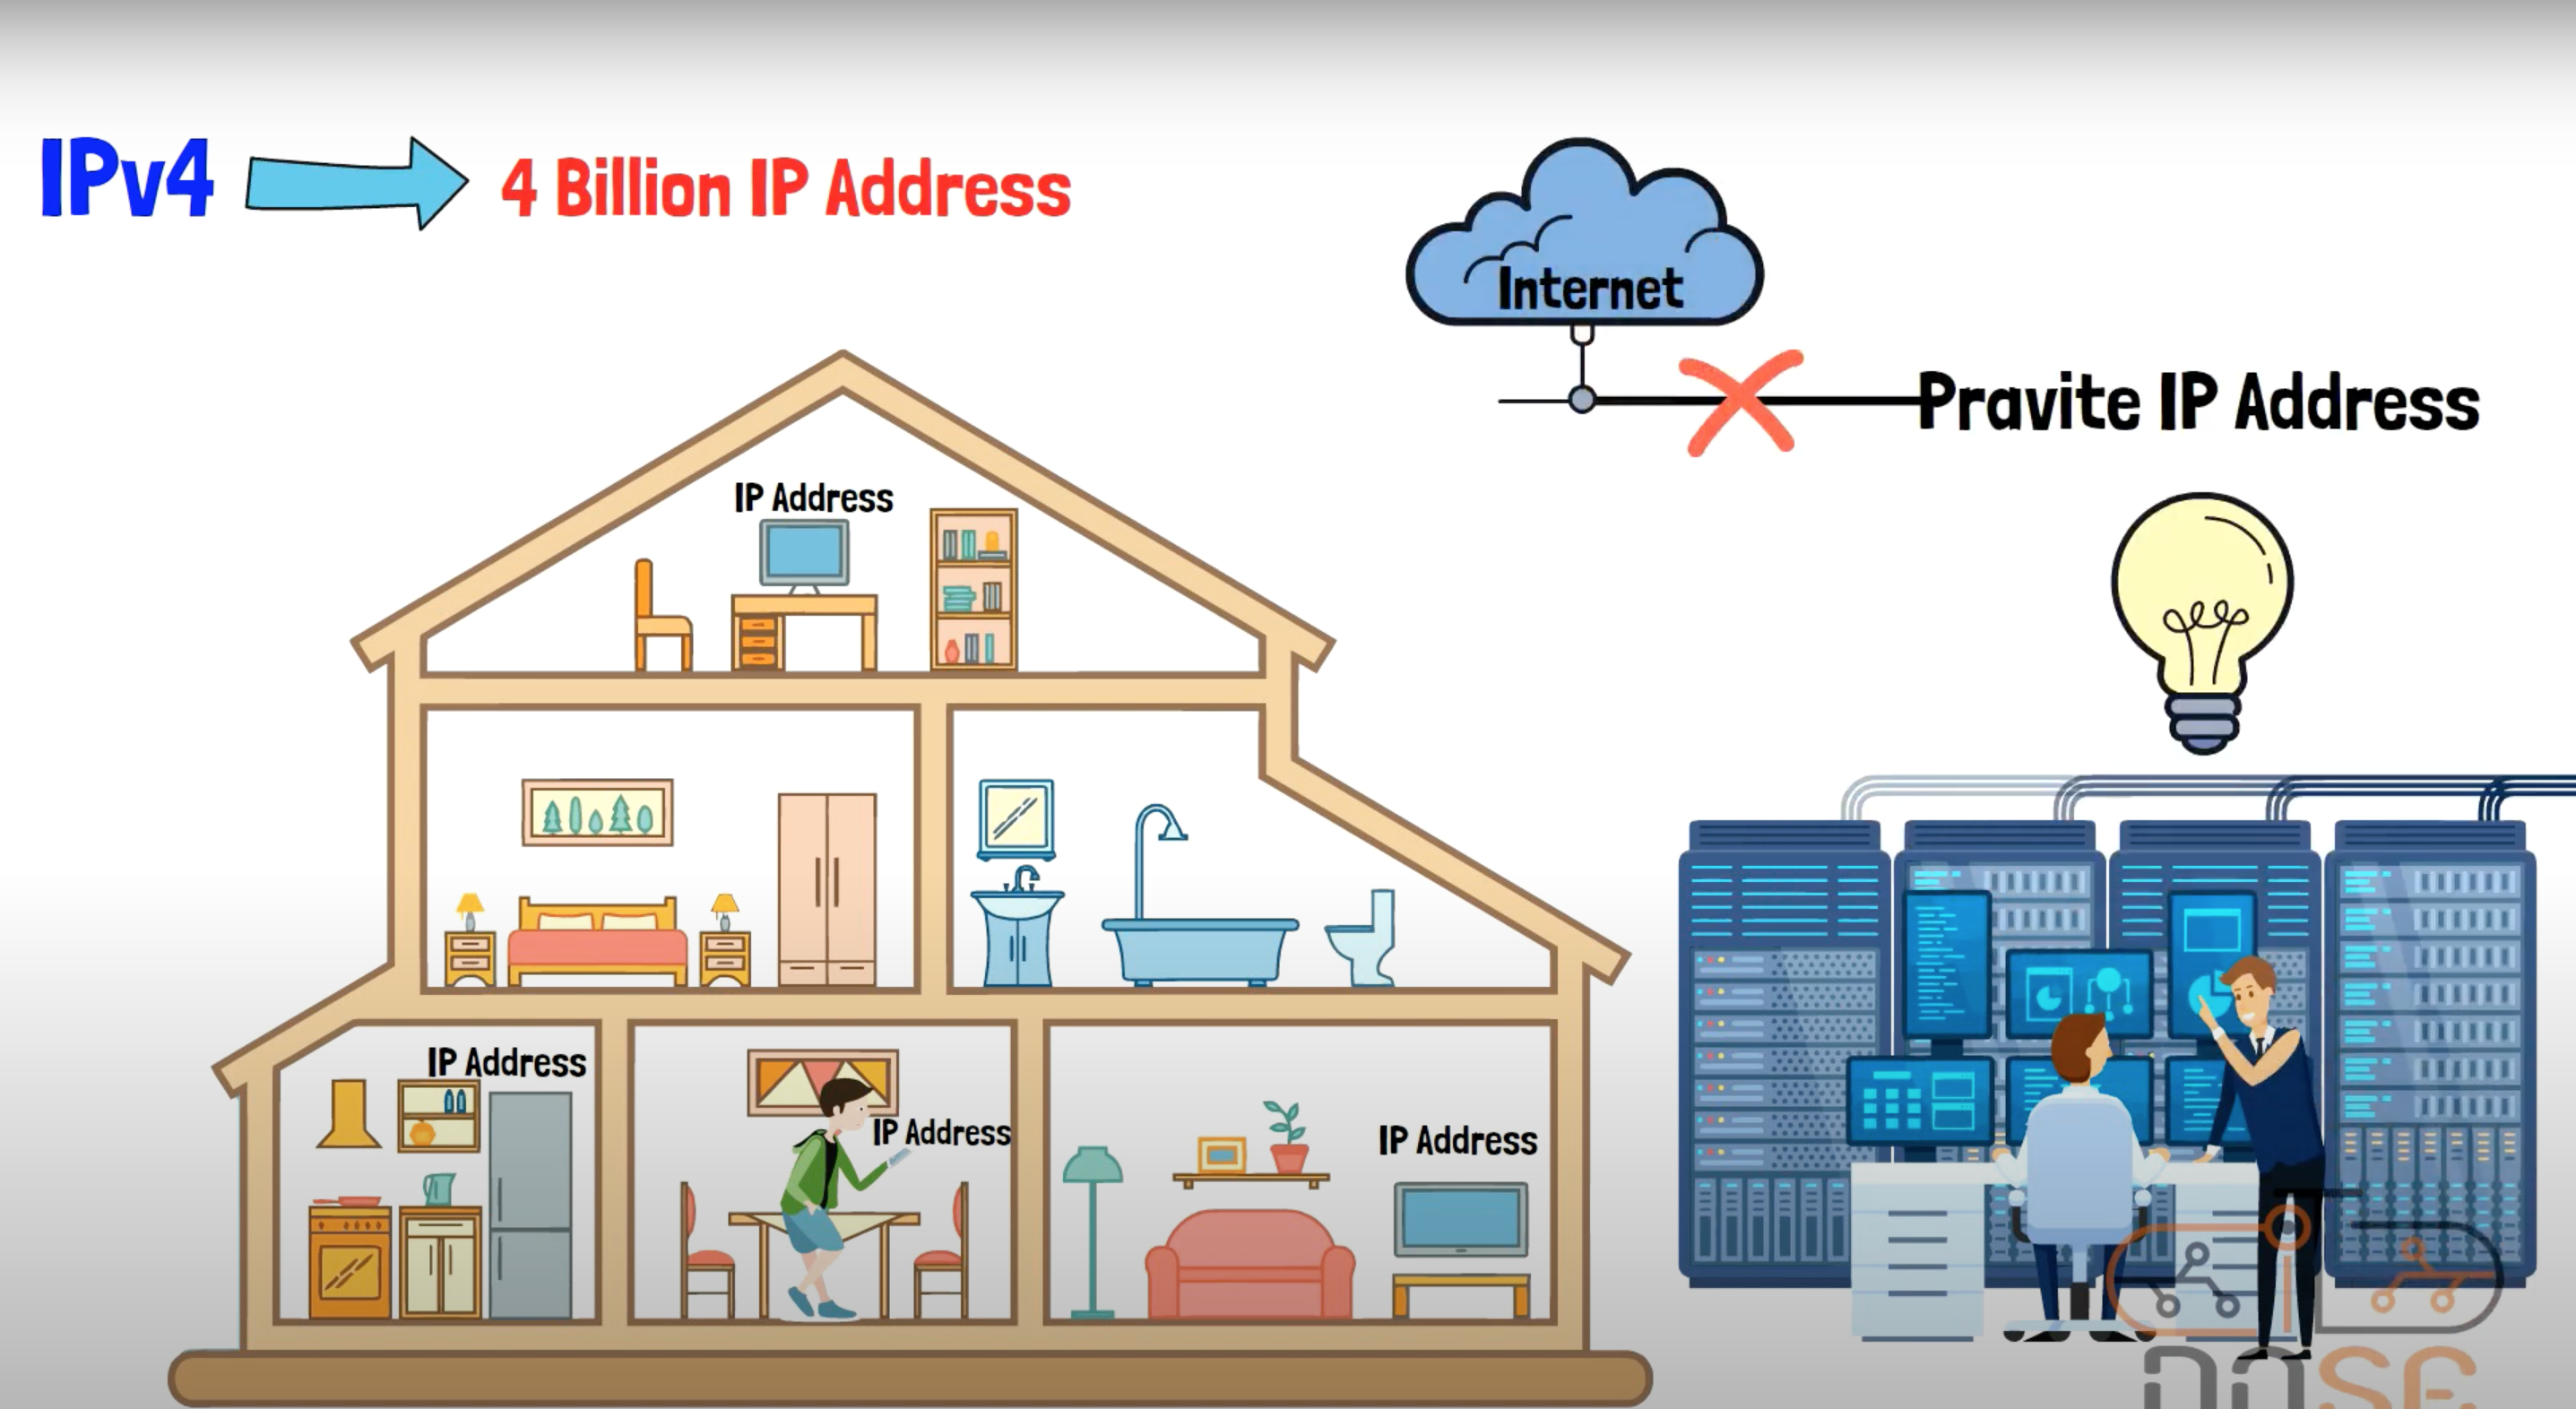 IPv4
4 Billion IP Address
Internet
Pravite IP Address
IP Address
IP Address
IP Address
IP Address